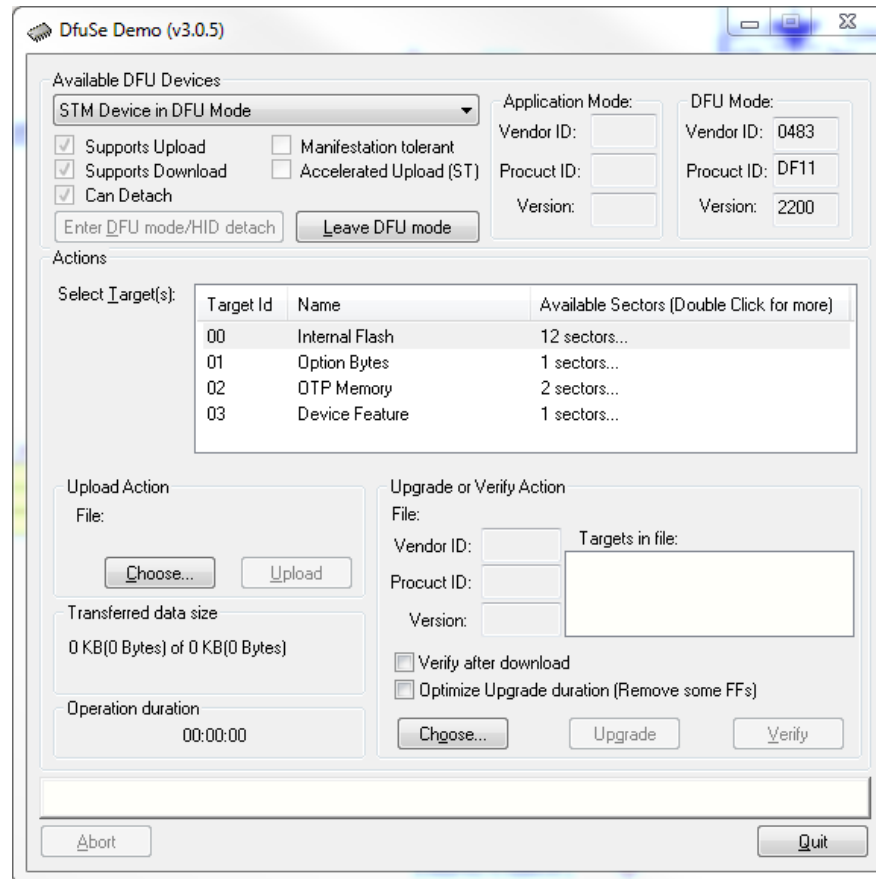 DfuSe Demo (v3.0.5)
Available DFU Devices
STM Device in DFU Mode
Supports Upload
Manifestation tolerant
Supports Download
Accelerated Upload (ST)
Can Detach
Enter DFU mode/HID detach
Leave DFU mode
Application Mode:
Vendor ID:
Procuct ID:
Version:
DFU Mode:
Vendor ID: 0483
Procuct ID: DF11
Version: 2200
Actions
Select Target(s):
Target Id Name Available Sectors (Double Click for more)
00 Internal Flash 12 sectors...
01 Option Bytes 1 sectors...
02 OTP Memory 2 sectors...
03 Device Feature 1 sectors...
Upload Action
File:
Choose...
Upload
Transferred data size
0 KB(0 Bytes) of 0 KB(0 Bytes)
Operation duration
00:00:00
Upgrade or Verify Action
File:
Vendor ID:
Procuct ID:
Version:
Targets in file:
Verify after download
Optimize Upgrade duration (Remove some FFs)
Choose...
Upgrade
Verify
Abort
Quit